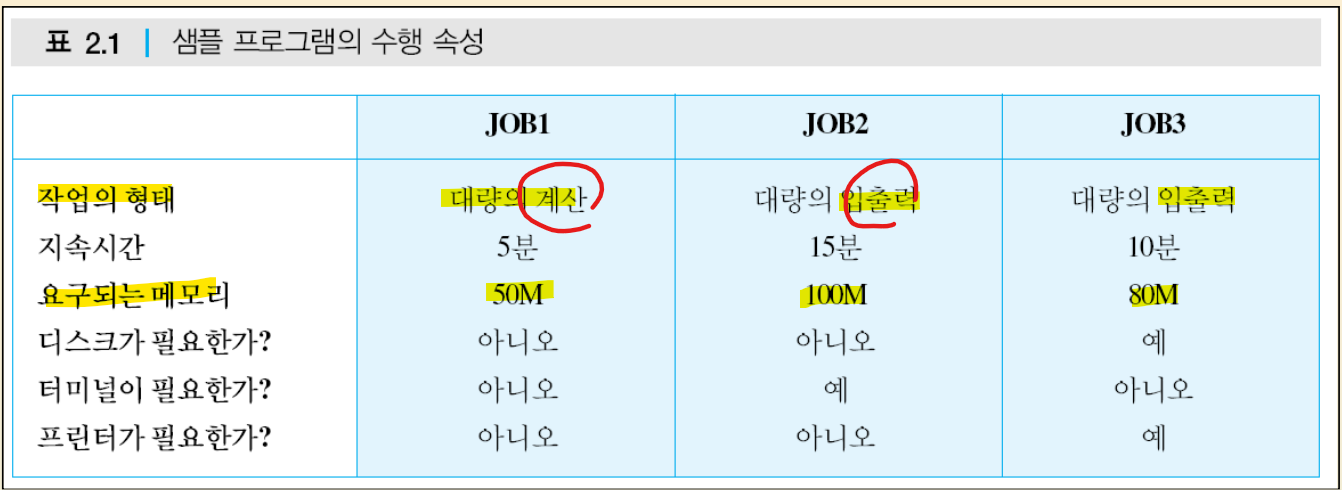 표 2.1 | 샘플 프로그램의 수행 속성
JOB1 JOB2 JOB3
작업의 형태 대량의 계산 대량의 입출력 대량의 입출력
지속시간 5분 15분 10분
요구되는 메모리 50M 100M 80M
디스크가 필요한가? 아니오 아니오 예
터미널이 필요한가? 아니오 예 아니오
프린터가 필요한가? 아니오 아니오 예